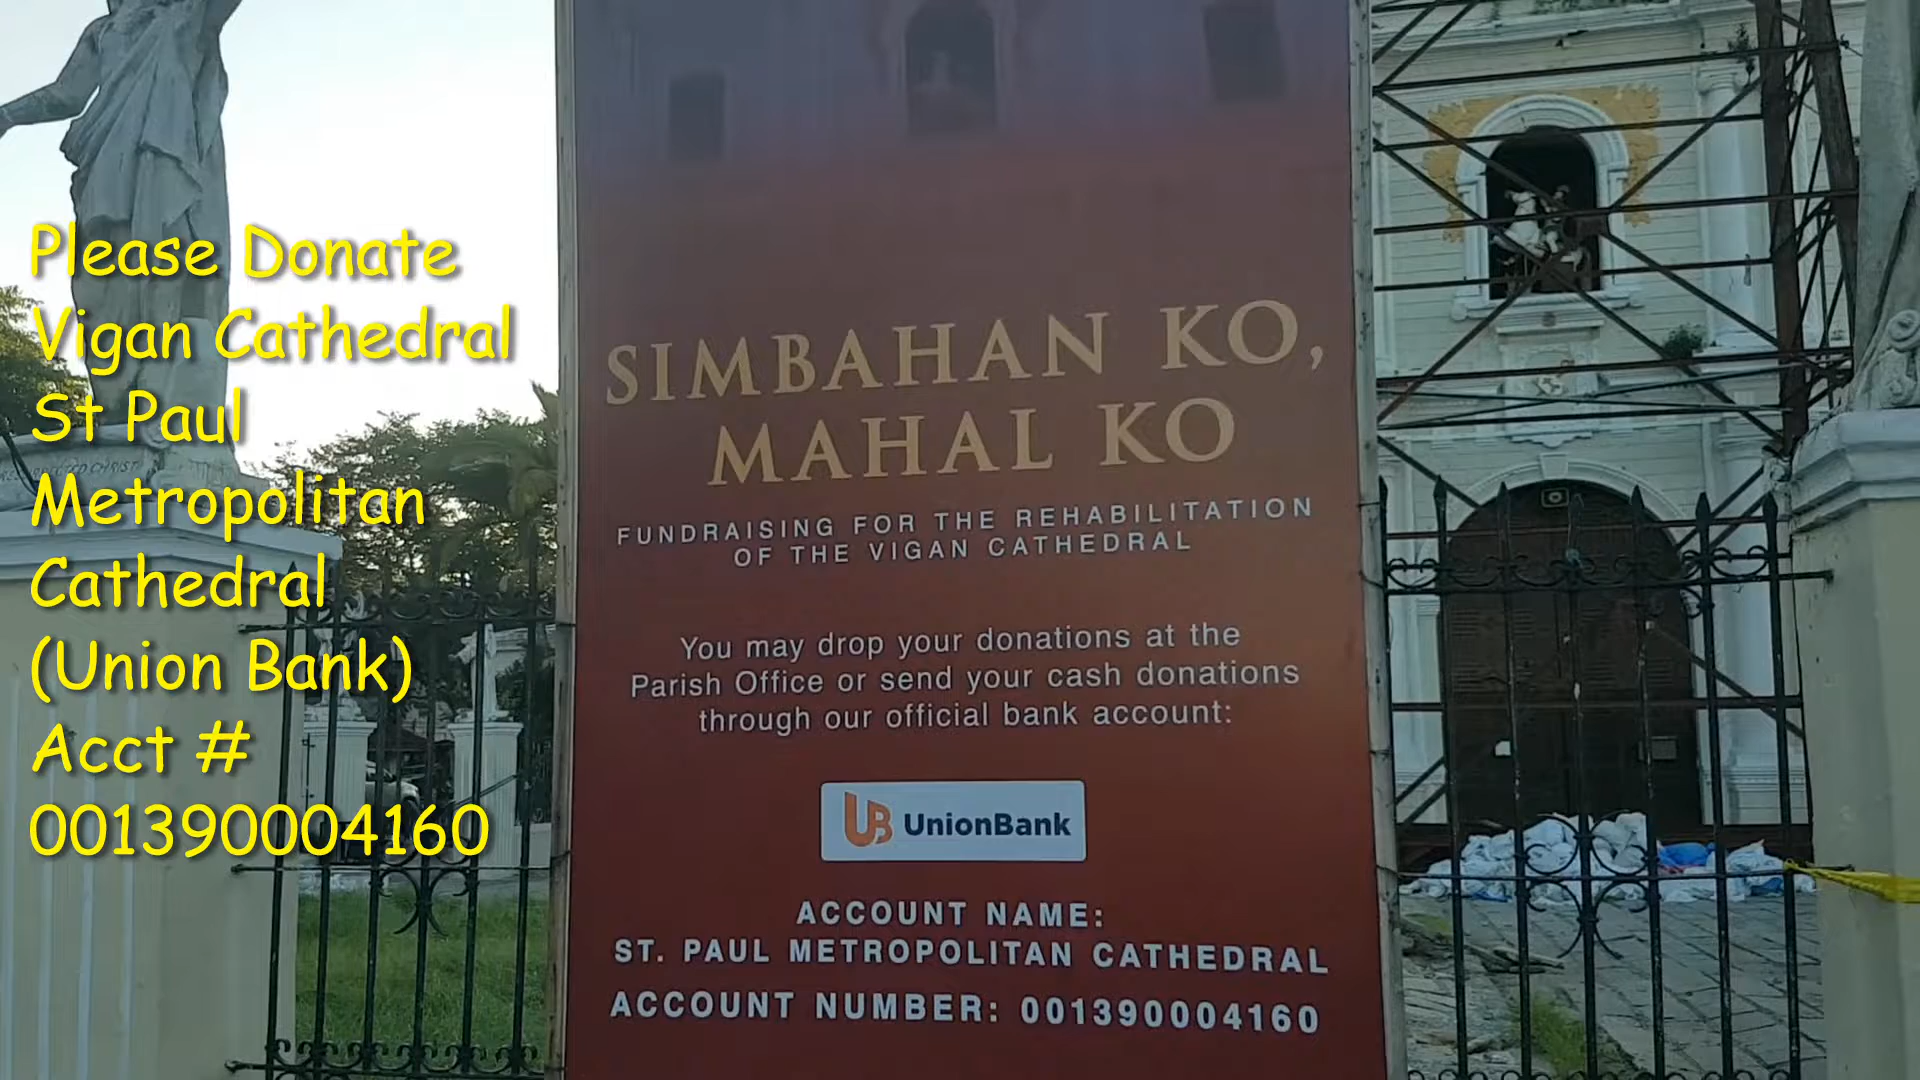 Please Donate
Vigan Cathedral
St Paul
Metropolitan
Cathedral
(Union Bank)
Acct #
001390004160
SIMBAHAN KO,
MAHAL KO
FUNDRAISING FOR THE REHABILITATION
OF THE VIGAN CATHEDRAL
You may drop your donations at the
Parish Office or send your cash donations
through our official bank account:
UB UnionBank
ACCOUNT NAME:
ST. PAUL METROPOLITAN CATHEDRAL
ACCOUNT NUMBER: 001390004160